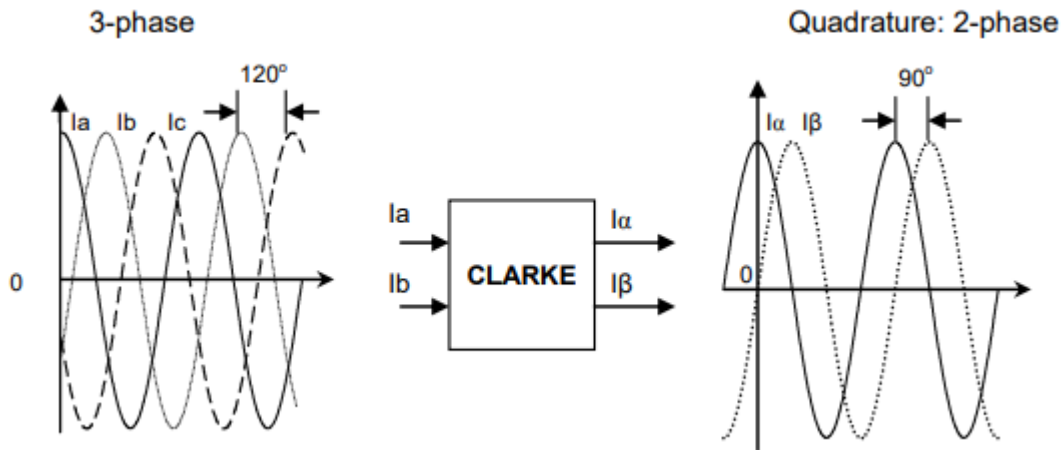 3-phase
Quadrature: 2-phase
120°
90°
Ia Ib Ic
Iα Iβ
Ia
Iα
CLARKE
Ib
Iβ
0
0